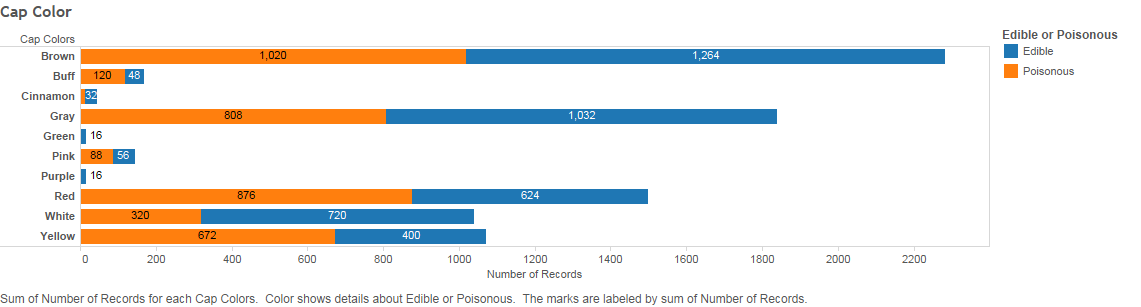 Cap Color
Cap Colors
Edible or Poisonous
Edible
Poisonous
Brown 1,020 1,264
Buff 120 48
Cinnamon 32
Gray 808 1,032
Green 16
Pink 88 56
Purple 16
Red 876 624
White 320 720
Yellow 672 400
0 200 400 600 800 1000 1200 1400 1600 1800 2000 2200
Number of Records
Sum of Number of Records for each Cap Colors. Color shows details about Edible or Poisonous. The marks are labeled by sum of Number of Records.